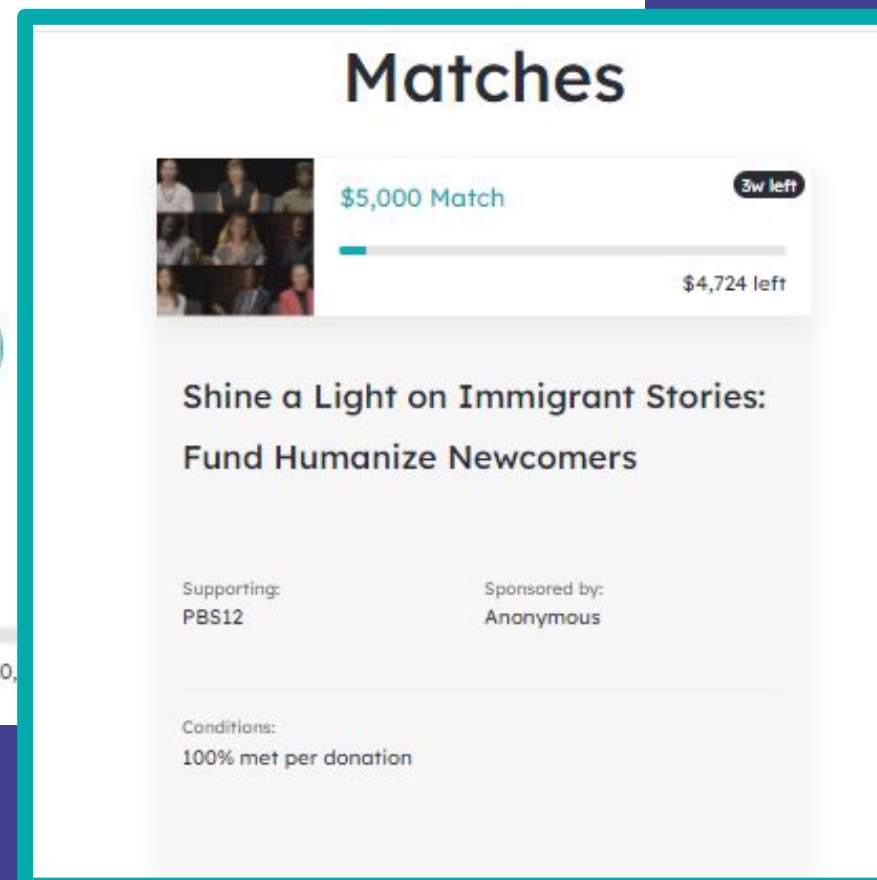 Matches
$5,000 Match
3w left
$4,724 left
Shine a Light on Immigrant Stories:
Fund Humanize Newcomers
Supporting:
Sponsored by:
PBS12
Anonymous
0,
Conditions:
100% met per donation